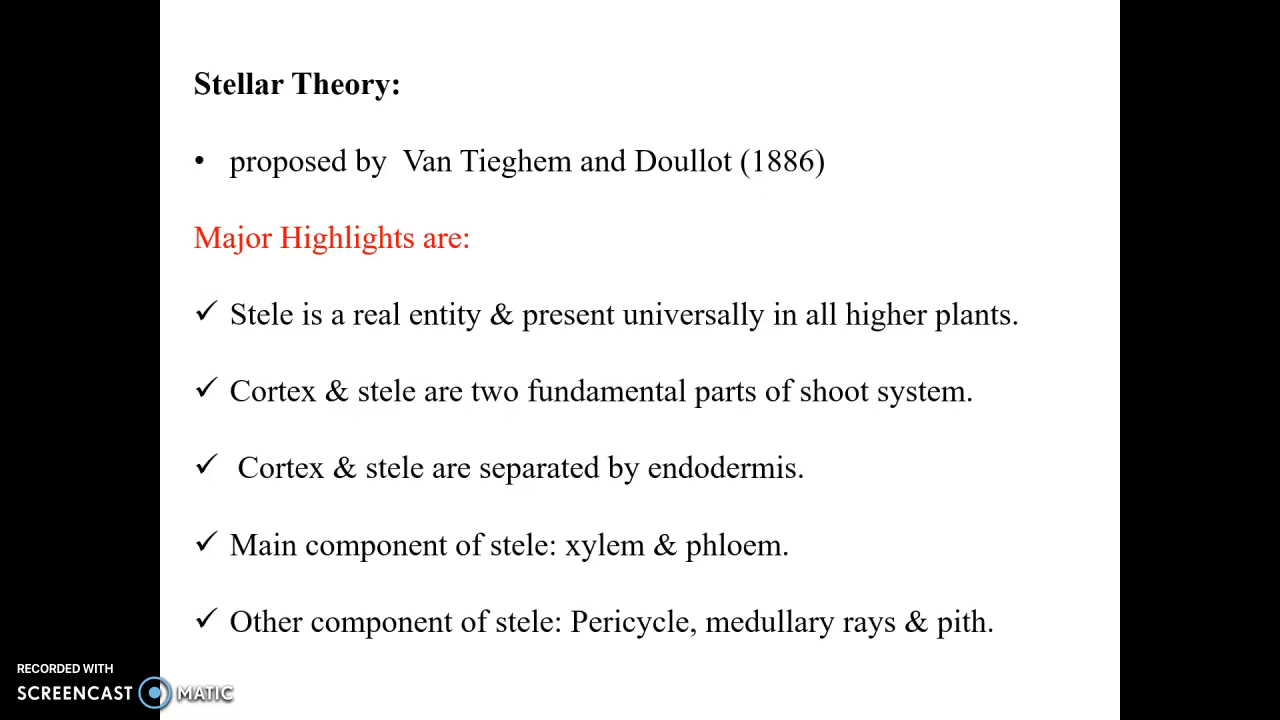 Stellar Theory:
• proposed by Van Tieghem and Doullot (1886)
Major Highlights are:
✓ Stele is a real entity & present universally in all higher plants.
✓ Cortex & stele are two fundamental parts of shoot system.
✓ Cortex & stele are separated by endodermis.
✓ Main component of stele: xylem & phloem.
✓ Other component of stele: Pericycle, medullary rays & pith.
RECORDED WITH
SCREENCAST MATIC